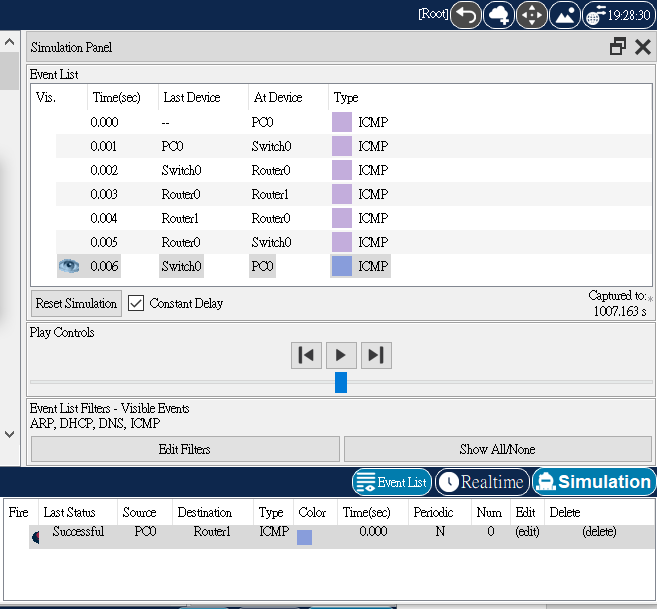 [Root] 19:28:30
Simulation Panel
Event List
Vis. Time(sec) Last Device At Device Type
0.000 -- PC0 ICMP
0.001 PC0 Switch0 ICMP
0.002 Switch0 Router0 ICMP
0.003 Router0 Router1 ICMP
0.004 Router1 Router0 ICMP
0.005 Router0 Switch0 ICMP
0.006 Switch0 PC0 ICMP
Reset Simulation Constant Delay Captured to: *
1007.163 s
Play Controls
Event List Filters - Visible Events
ARP, DHCP, DNS, ICMP
Edit Filters Show All/None
Event List Realtime Simulation
Fire Last Status Source Destination Type Color Time(sec) Periodic Num Edit Delete
Successful PC0 Router1 ICMP 0.000 N 0 (edit) (delete)